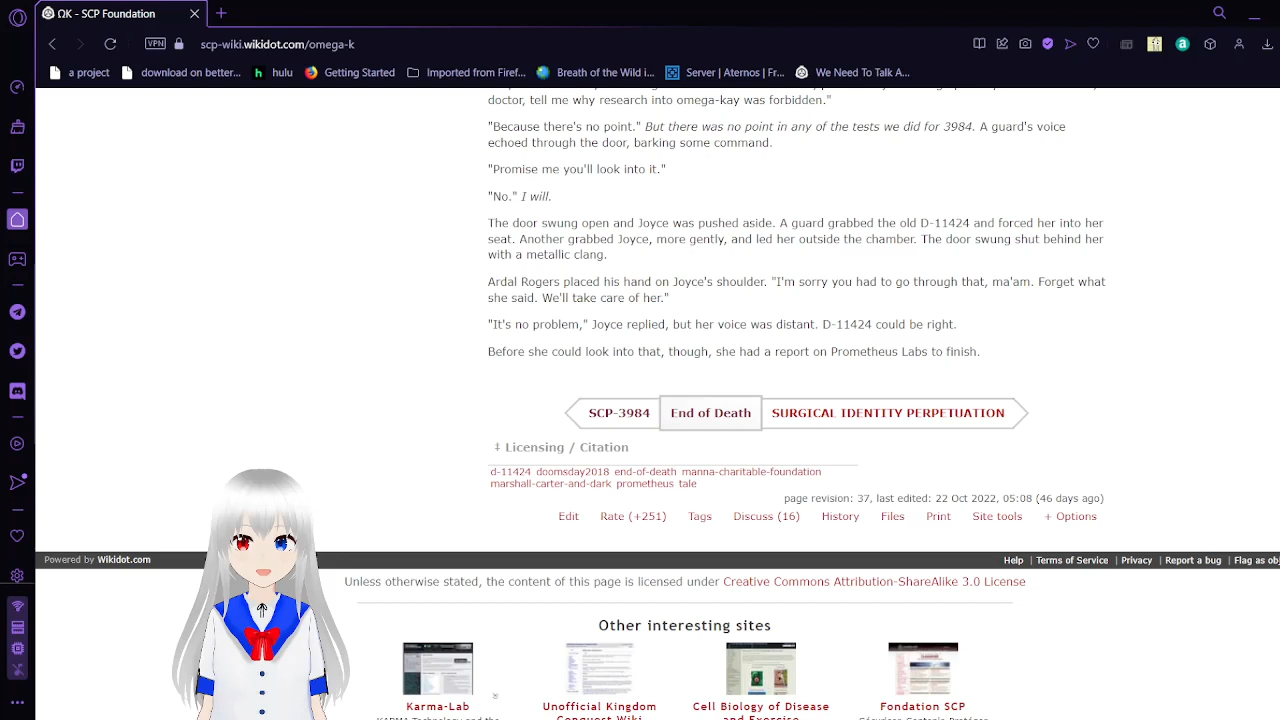 ΩK - SCP Foundation
VPN
scp-wiki.wikidot.com/omega-k
a project
download on better...
hulu
Getting Started
Imported from Firef...
Breath of the Wild i...
Server | Aternos | Fr...
We Need To Talk A...
doctor, tell me why research into omega-kay was forbidden."
"Because there's no point." But there was no point in any of the tests we did for 3984. A guard's voice
echoed through the door, barking some command.
"Promise me you'll look into it."
"No." I will.
The door swung open and Joyce was pushed aside. A guard grabbed the old D-11424 and forced her into her
seat. Another grabbed Joyce, more gently, and led her outside the chamber. The door swung shut behind her
with a metallic clang.
Ardal Rogers placed his hand on Joyce's shoulder. "I'm sorry you had to go through that, ma'am. Forget what
she said. We'll take care of her."
"It's no problem," Joyce replied, but her voice was distant. D-11424 could be right.
Before she could look into that, though, she had a report on Prometheus Labs to finish.
SCP-3984
End of Death
SURGICAL IDENTITY PERPETUATION
‡ Licensing / Citation
d-11424 doomsday2018 end-of-death manna-charitable-foundation
marshall-carter-and-dark prometheus tale
page revision: 37, last edited: 22 Oct 2022, 05:08 (46 days ago)
Edit Rate (+251) Tags Discuss (16) History Files Print Site tools + Options
Powered by Wikidot.com
Help | Terms of Service | Privacy | Report a bug | Flag as obj
Unless otherwise stated, the content of this page is licensed under Creative Commons Attribution-ShareAlike 3.0 License
Other interesting sites
Karma-Lab
Unofficial Kingdom
Conquest Wiki
Cell Biology of Disease
and Exercise
Fondation SCP
KARMA Technology and the